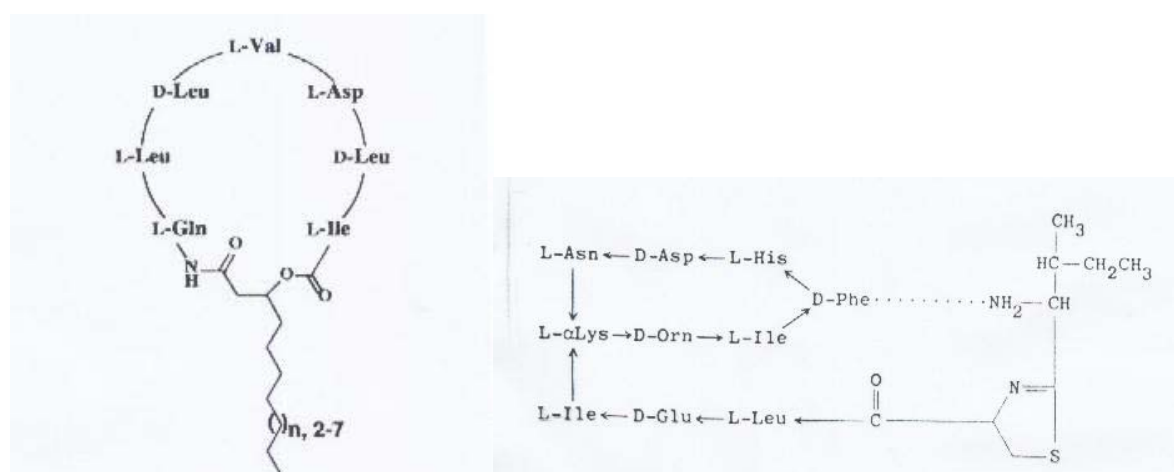 L-Val
D-Leu
L-Asp
L-Leu
D-Leu
L-Gln
L-Ile
O
N
H
O
O
( )n, 2-7
CH3
L-Asn ← D-Asp ← L-His
HC—CH2CH3
D-Phe ········ NH2—CH
L-αLys → D-Orn → L-Ile
O
N
L-Ile ← D-Glu ← L-Leu ← C
S